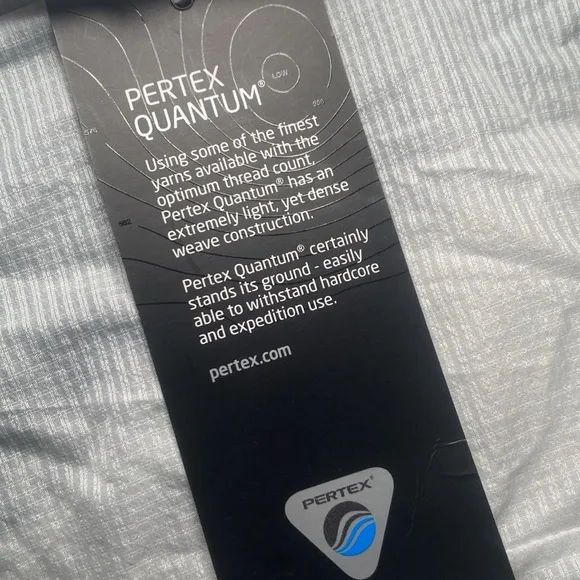 LOW
PERTEX
QUANTUM®
Using some of the finest
yarns available with the
optimum thread count,
Pertex Quantum® has an
extremely light, yet dense
weave construction.
Pertex Quantum® certainly
stands its ground - easily
able to withstand hardcore
and expedition use.
pertex.com
PERTEX®